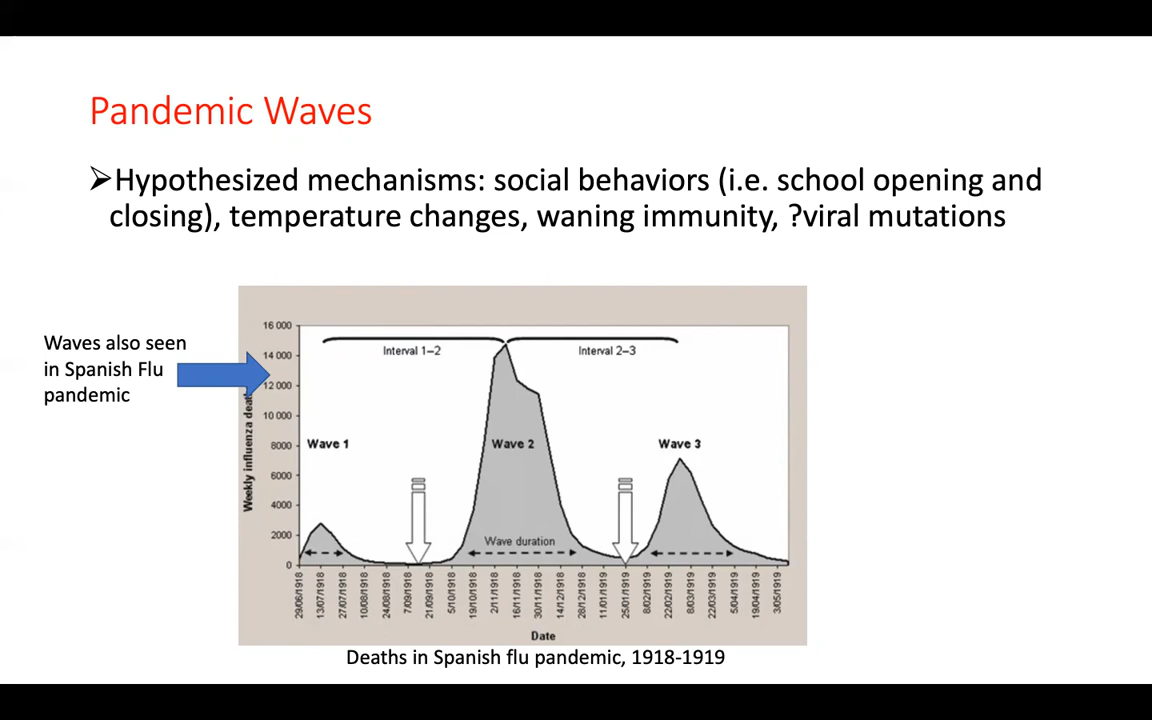 Pandemic Waves
➢Hypothesized mechanisms: social behaviors (i.e. school opening and
closing), temperature changes, waning immunity, ?viral mutations
Waves also seen
in Spanish Flu
pandemic
Weekly influenza deat
16 000
14 000
12 000
10 000
8000
6000
4000
2000
0
Interval 1–2
Interval 2–3
Wave 1
Wave 2
Wave 3
Wave duration
29/06/1918
13/07/1918
27/07/1918
10/08/1918
24/08/1918
7/09/1918
21/09/1918
5/10/1918
19/10/1918
2/11/1918
16/11/1918
30/11/1918
14/12/1918
28/12/1918
11/01/1919
25/01/1919
8/02/1919
22/02/1919
8/03/1919
22/03/1919
5/04/1919
19/04/1919
3/05/1919
Date
Deaths in Spanish flu pandemic, 1918-1919